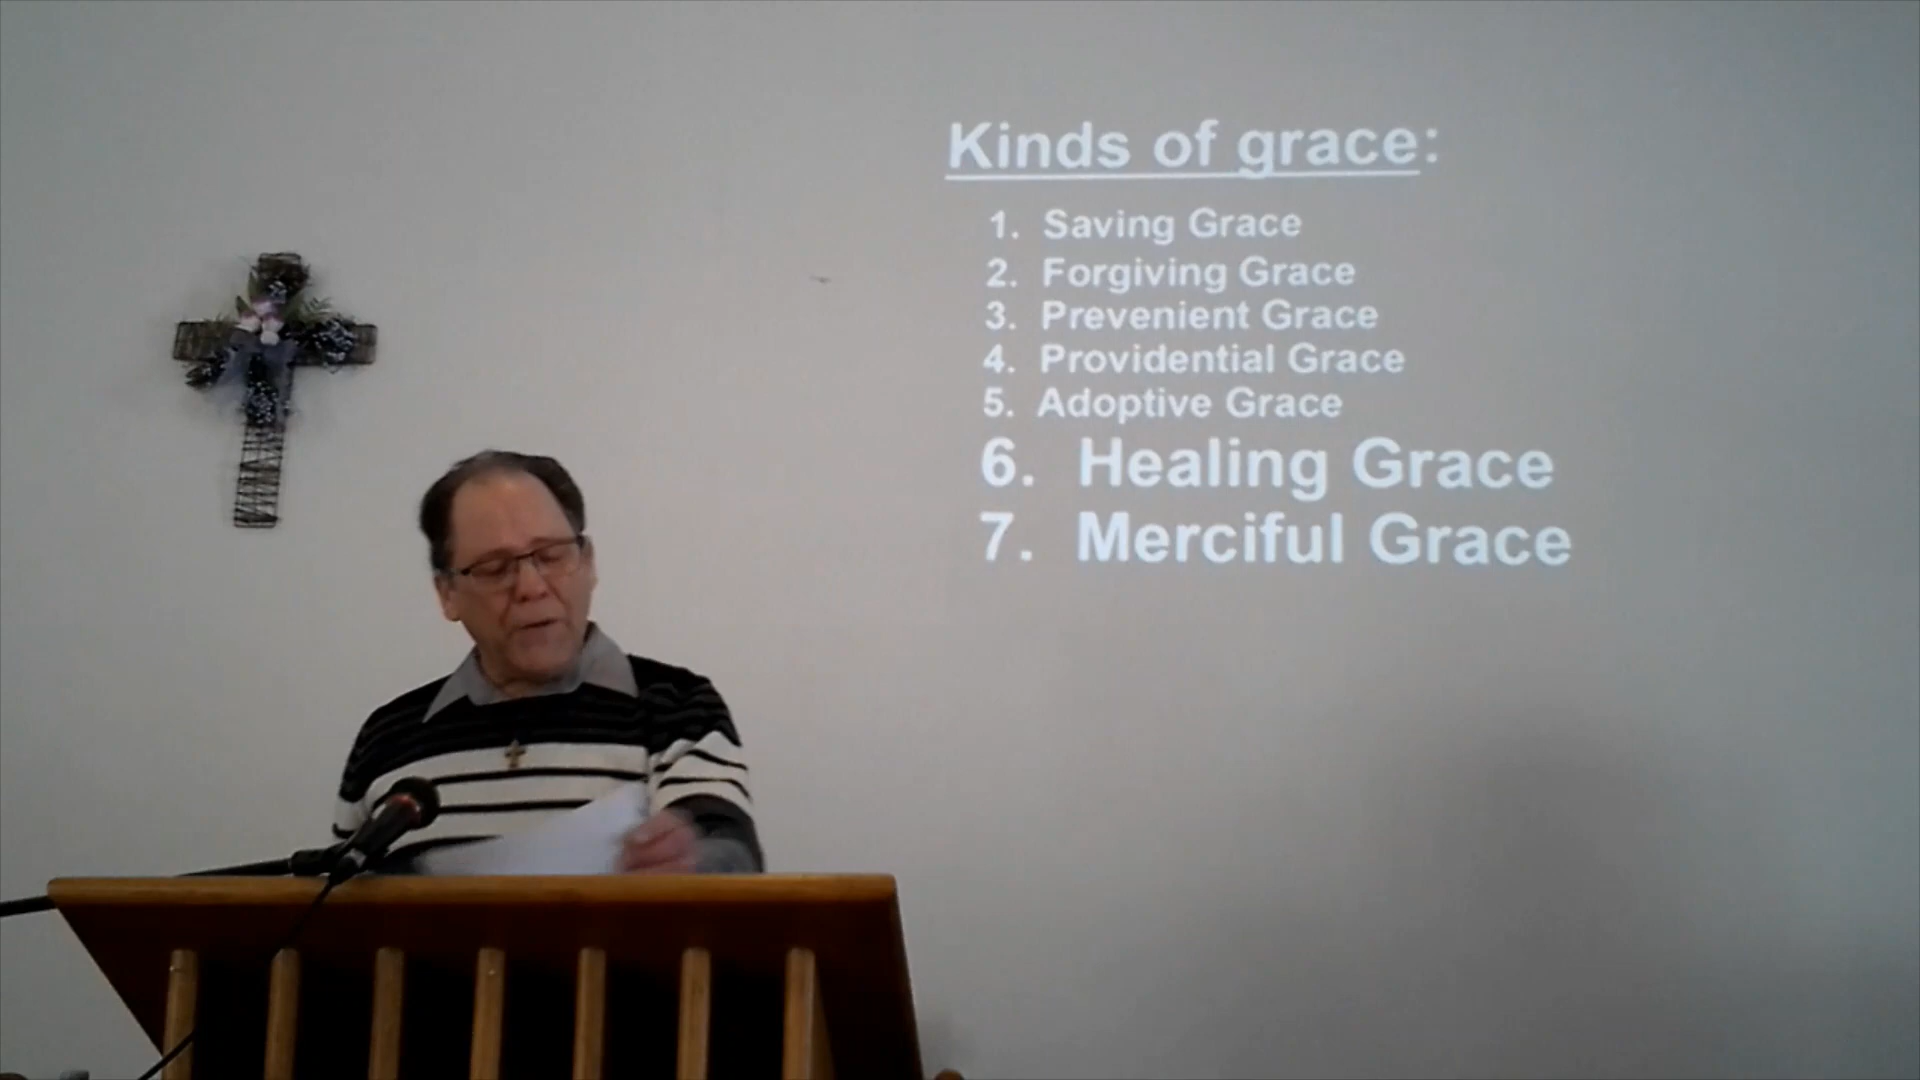 Kinds of grace:
1. Saving Grace
2. Forgiving Grace
3. Prevenient Grace
4. Providential Grace
5. Adoptive Grace
6. Healing Grace
7. Merciful Grace